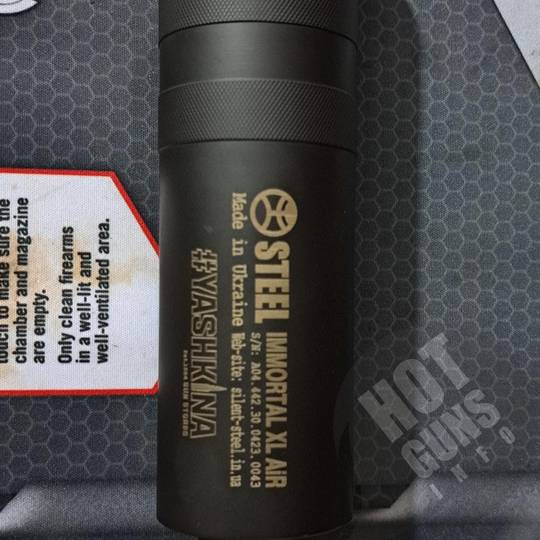 touch to make sure the
chamber and magazine
are empty.
Only clean firearms
in a well-lit and
well-ventilated area.
STEEL IMMORTAL XL AIR
S/N: A04.442.30.0423.0043
Made in Ukraine Web-site: silent-steel.in.ua
#YASHKINA
GUN STORES
HOT
GUNS
INFO